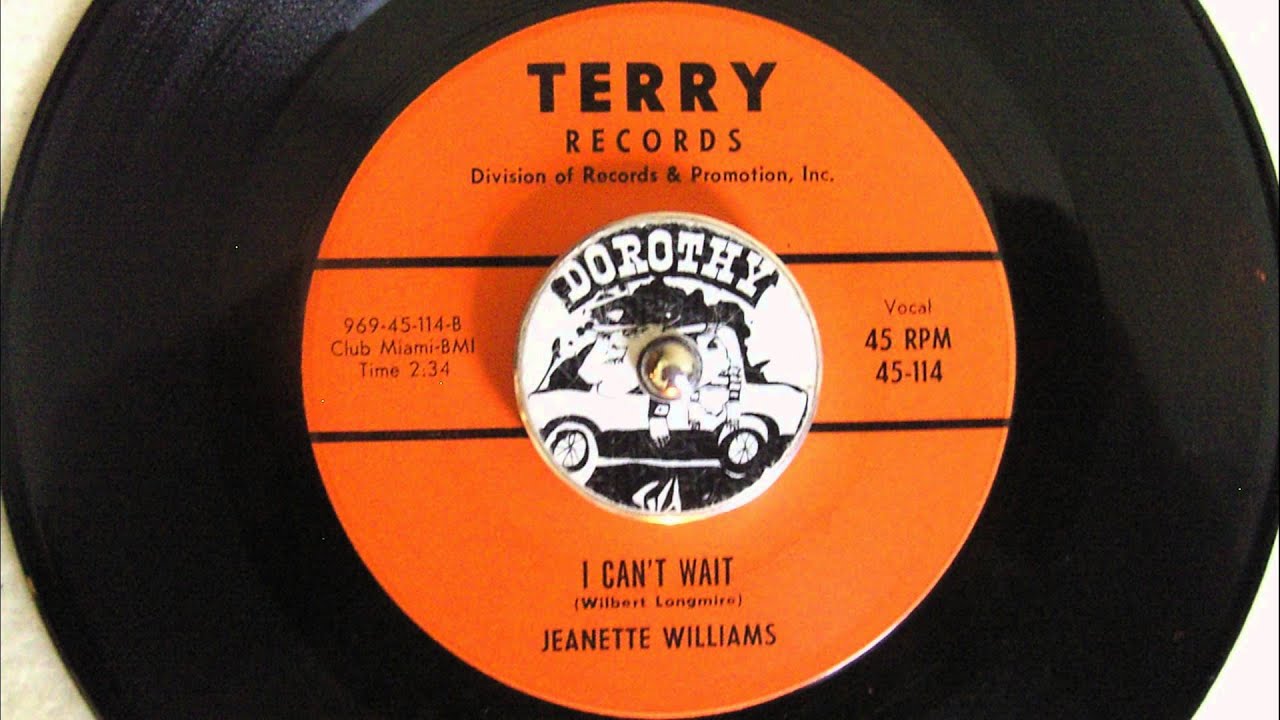 TERRY
RECORDS
Division of Records & Promotion, Inc.
DOROTHY
969-45-114-B
Club Miami-BMI
Time 2:34
Vocal
45 RPM
45-114
I CAN'T WAIT
(Wilbert Longmire)
JEANETTE WILLIAMS